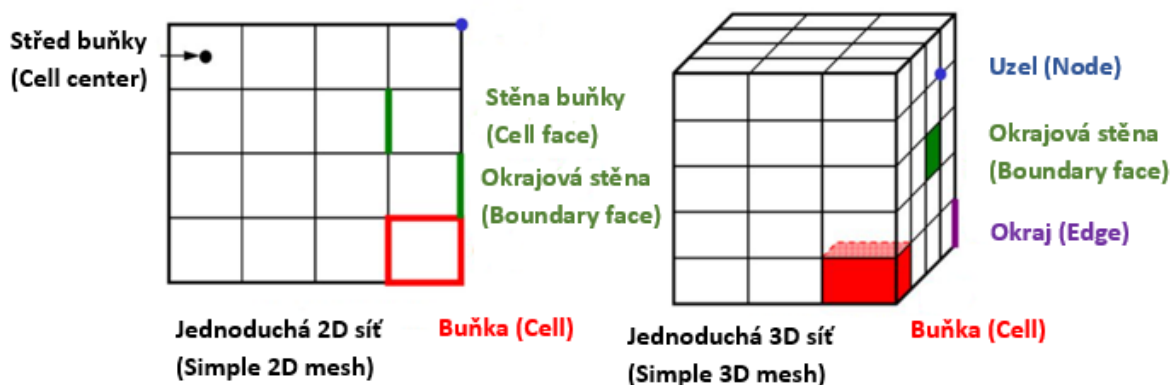 Střed buňky
(Cell center)
Stěna buňky
(Cell face)
Okrajová stěna
(Boundary face)
Jednoduchá 2D síť
(Simple 2D mesh)
Buňka (Cell)
Uzel (Node)
Okrajová stěna
(Boundary face)
Okraj (Edge)
Jednoduchá 3D síť
(Simple 3D mesh)
Buňka (Cell)